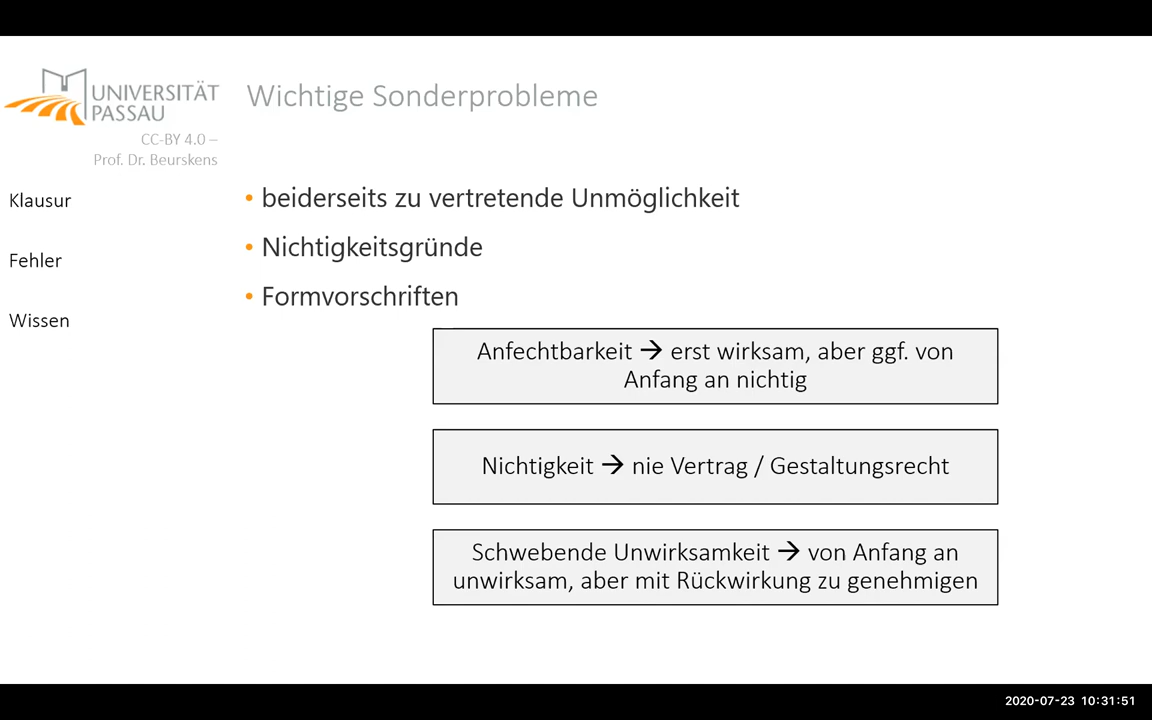 UNIVERSITÄT
PASSAU
Wichtige Sonderprobleme
CC-BY 4.0 –
Prof. Dr. Beurskens
Klausur
Fehler
Wissen
• beiderseits zu vertretende Unmöglichkeit
• Nichtigkeitsgründe
• Formvorschriften
Anfechtbarkeit → erst wirksam, aber ggf. von
Anfang an nichtig
Nichtigkeit → nie Vertrag / Gestaltungsrecht
Schwebende Unwirksamkeit → von Anfang an
unwirksam, aber mit Rückwirkung zu genehmigen
2020-07-23 10:31:51